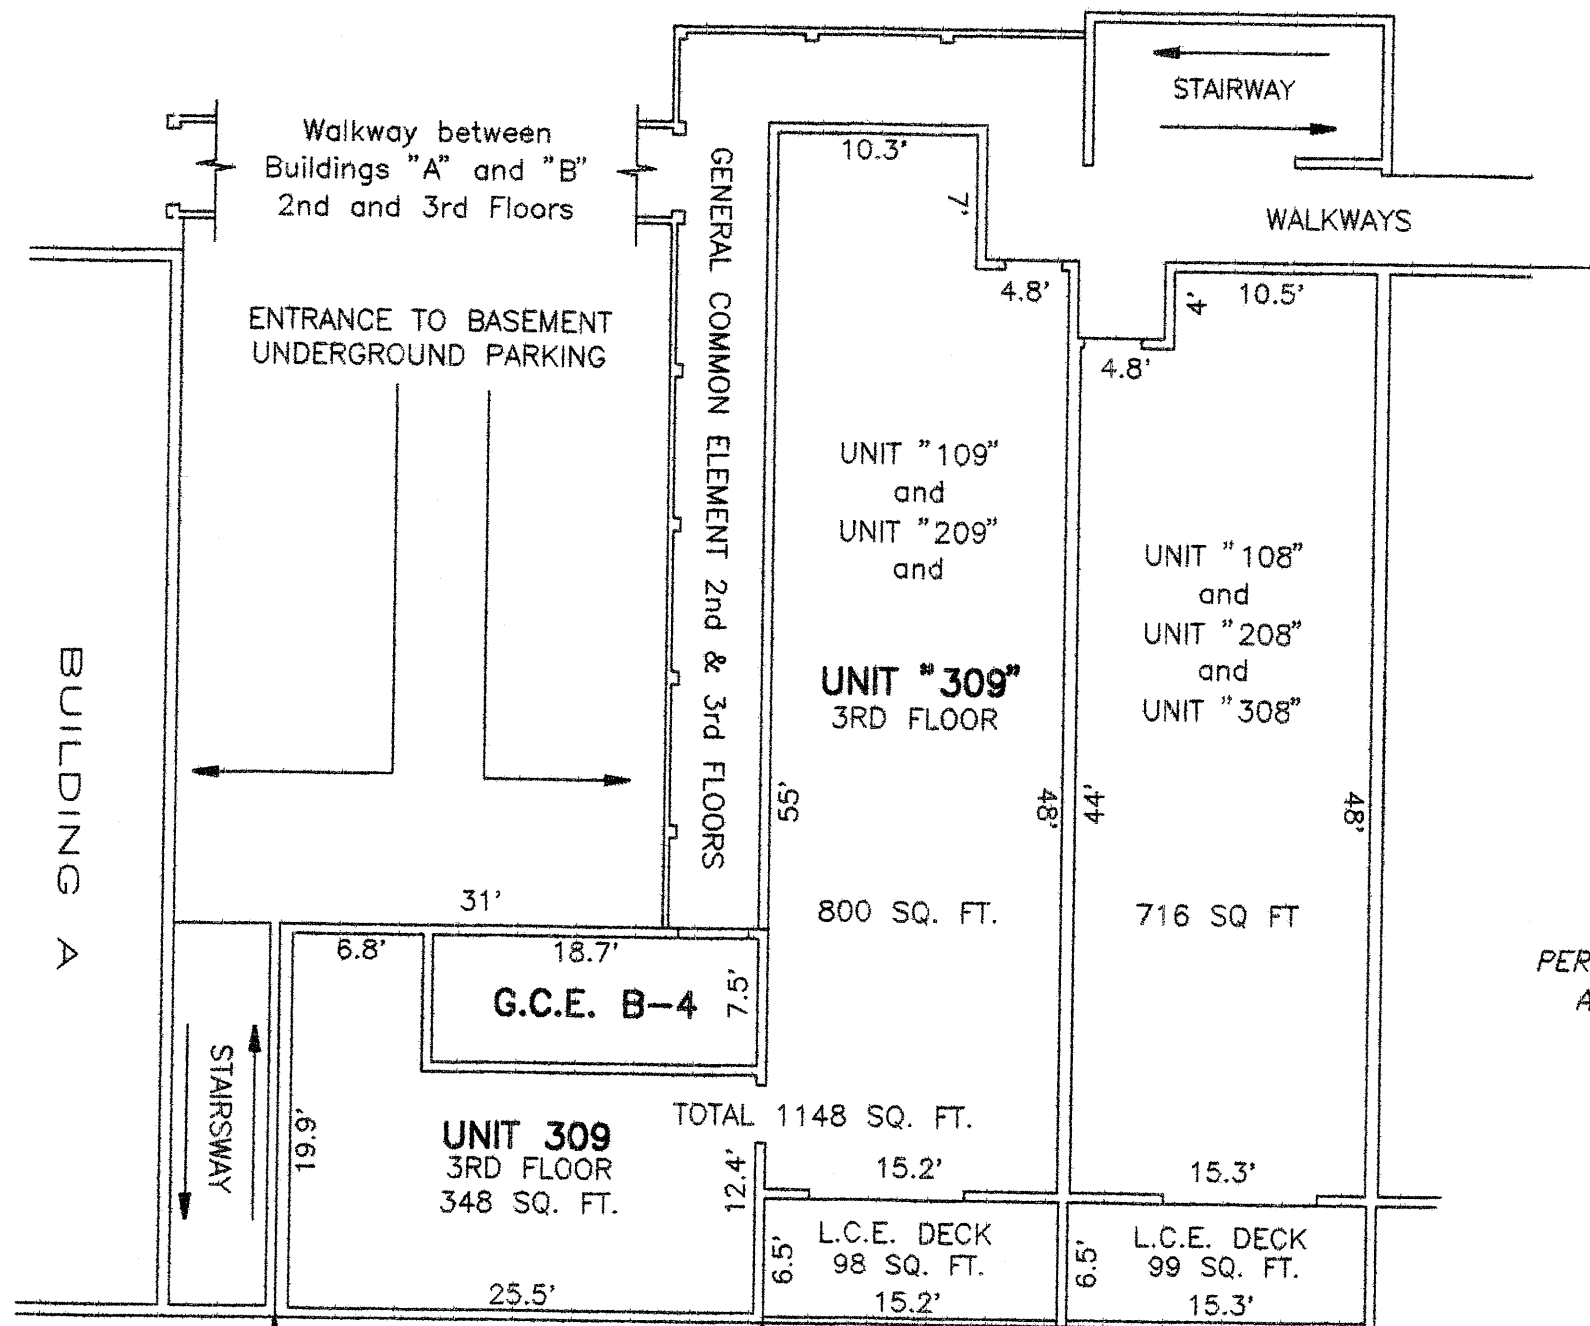 STAIRWAY
Walkway between
Buildings "A" and "B"
2nd and 3rd Floors
10.3'
7'
WALKWAYS
4.8'
4'
10.5'
4.8'
ENTRANCE TO BASEMENT
UNDERGROUND PARKING
GENERAL COMMON ELEMENT 2nd & 3rd FLOORS
UNIT "109"
and
UNIT "209"
and
UNIT "309"
3RD FLOOR
UNIT "108"
and
UNIT "208"
and
UNIT "308"
BUILDING A
55'
48'
44'
48'
31'
800 SQ. FT.
716 SQ FT
6.8'
18.7'
7.5'
G.C.E. B-4
PER
A
STAIRSWAY
19.9'
UNIT 309
3RD FLOOR
348 SQ. FT.
TOTAL 1148 SQ. FT.
12.4'
15.2'
15.3'
6.5'
L.C.E. DECK
98 SQ. FT.
15.2'
6.5'
L.C.E. DECK
99 SQ. FT.
15.3'
25.5'